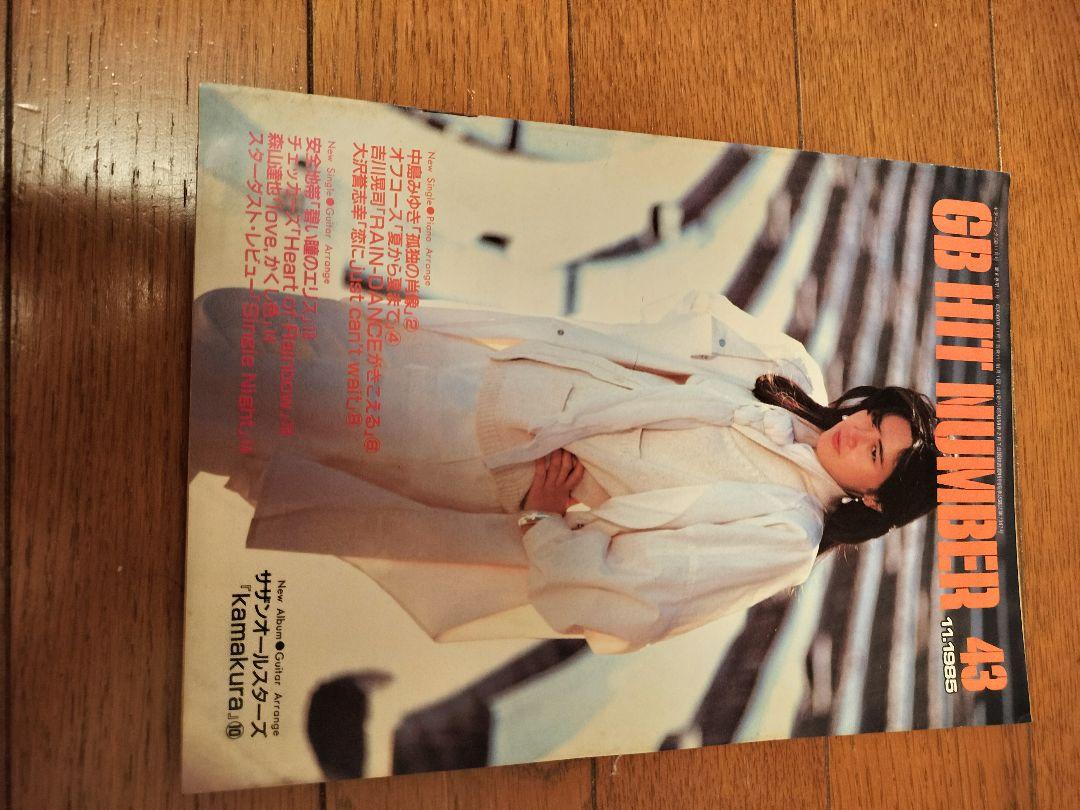 GB HIT NUMBER 43
11.1985
New Single●Piano Arrange
中島みゆき「孤独の肖像」②
オフコース「夏から夏まで」④
吉川晃司「RAIN-DANCEがきこえる」⑥
大沢誉志幸「恋にJust can't wait」⑧
New Single●Guitar Arrange
安全地帯「碧い瞳のエリス」
チェッカーズ「Heart of Rainbow」
森山達也「love, かくし色」
スターダスト・レビュー「Single Night」
New Album●Guitar Arrange
サザンオールスターズ
『kamakura』⑩